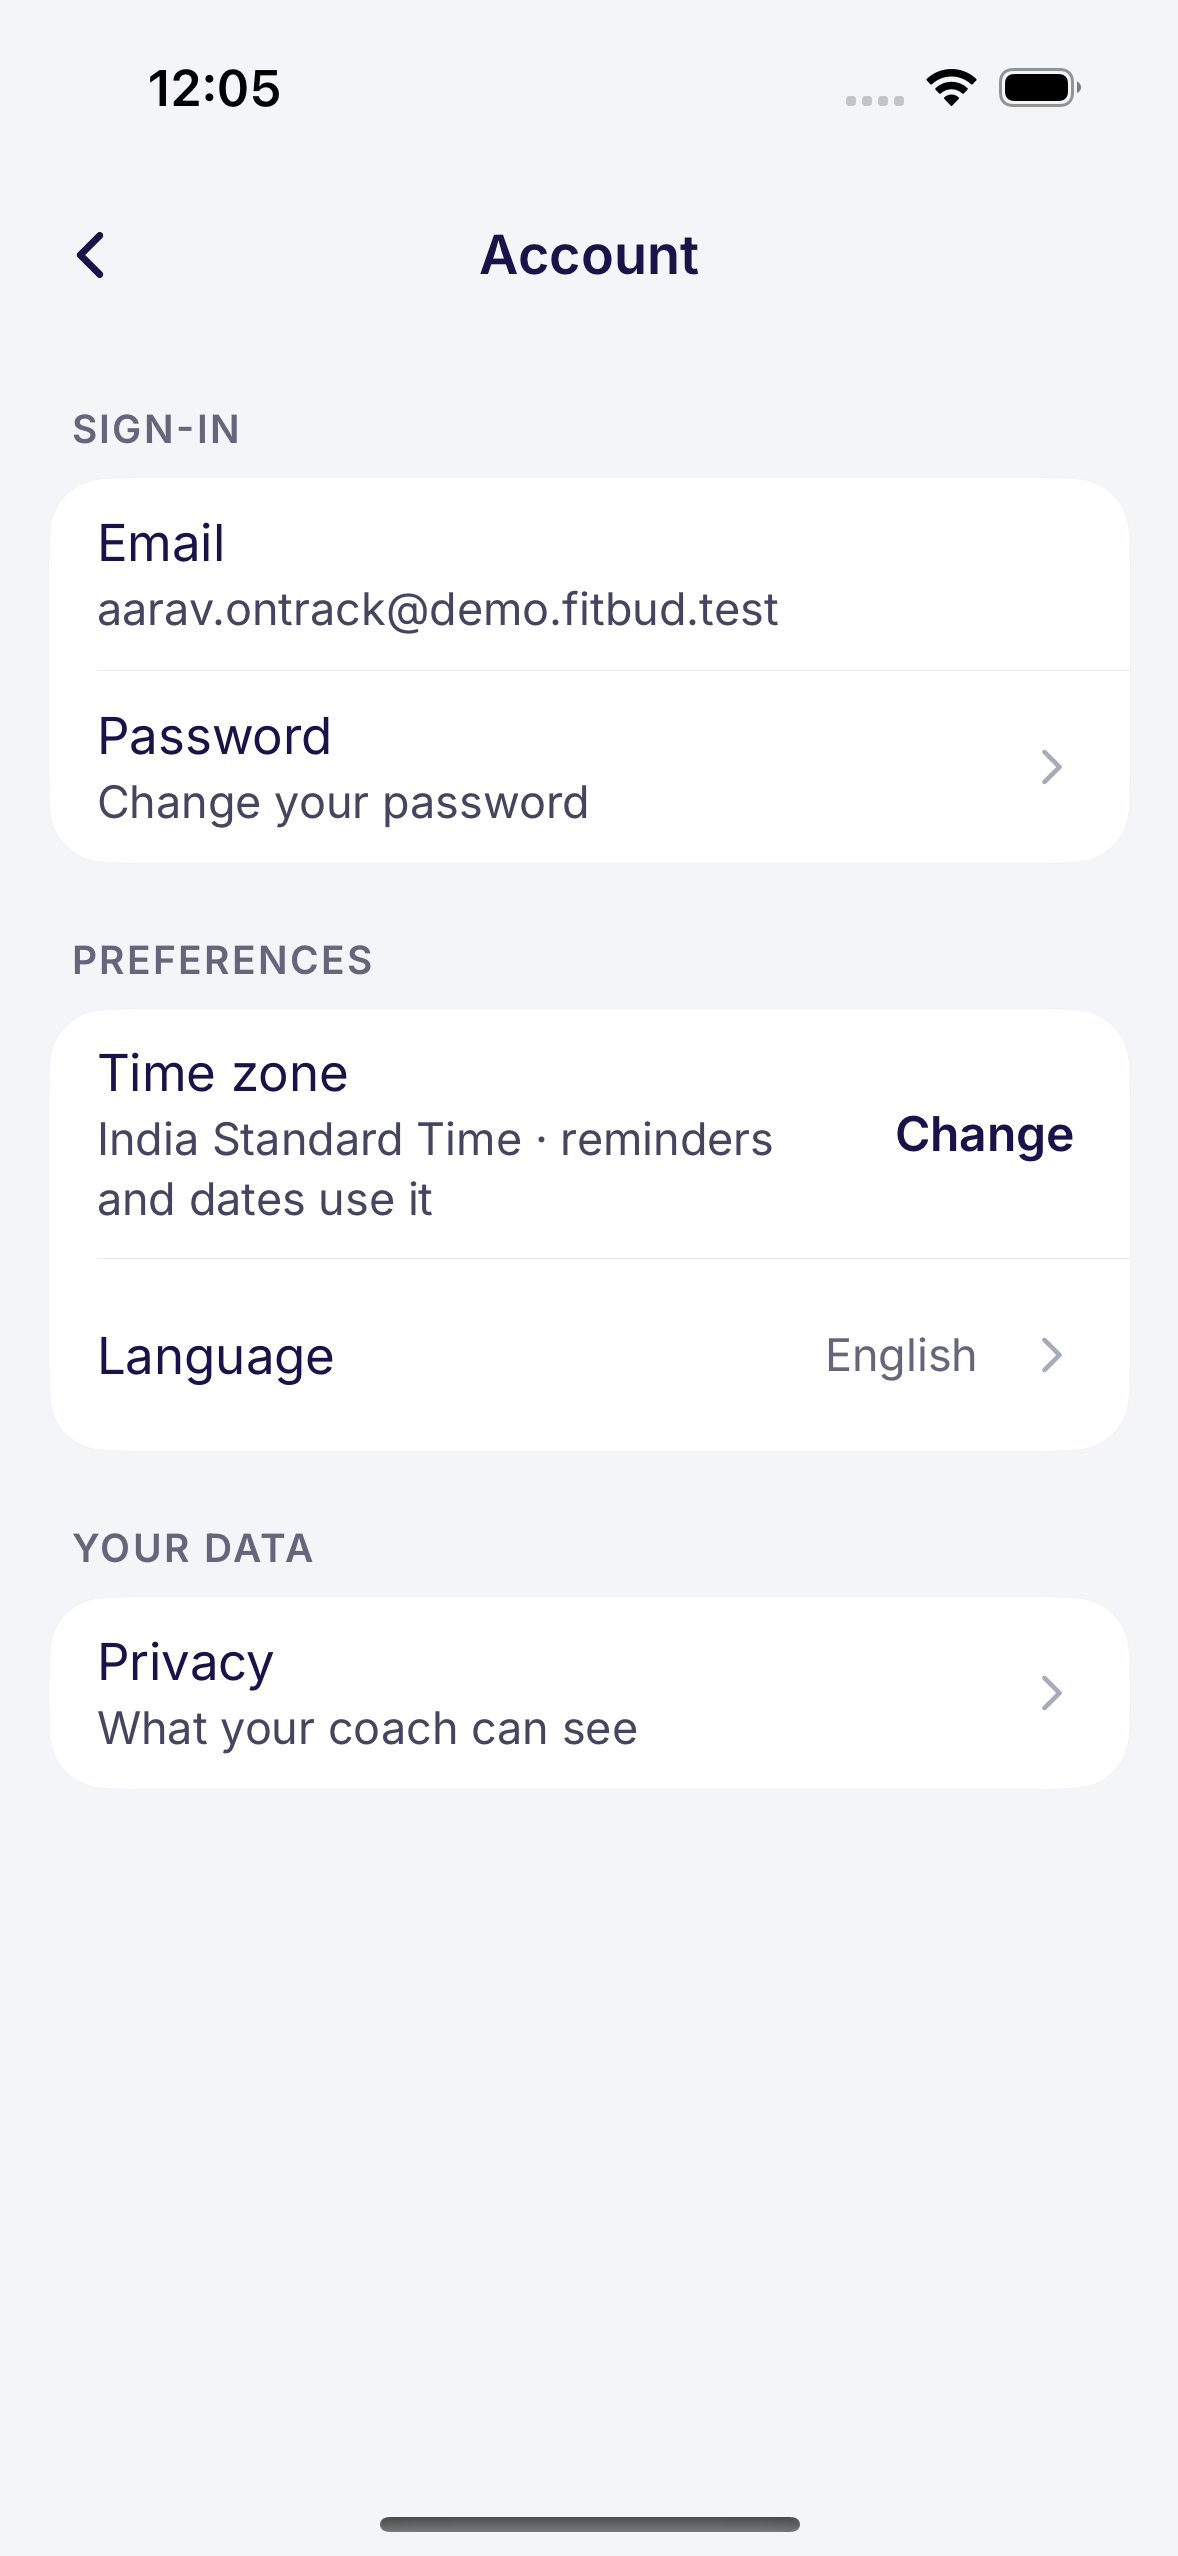 12:05
Account
SIGN-IN
Email
aarav.ontrack@demo.fitbud.test
Password
Change your password
PREFERENCES
Time zone
India Standard Time · reminders
and dates use it
Change
Language
English
YOUR DATA
Privacy
What your coach can see